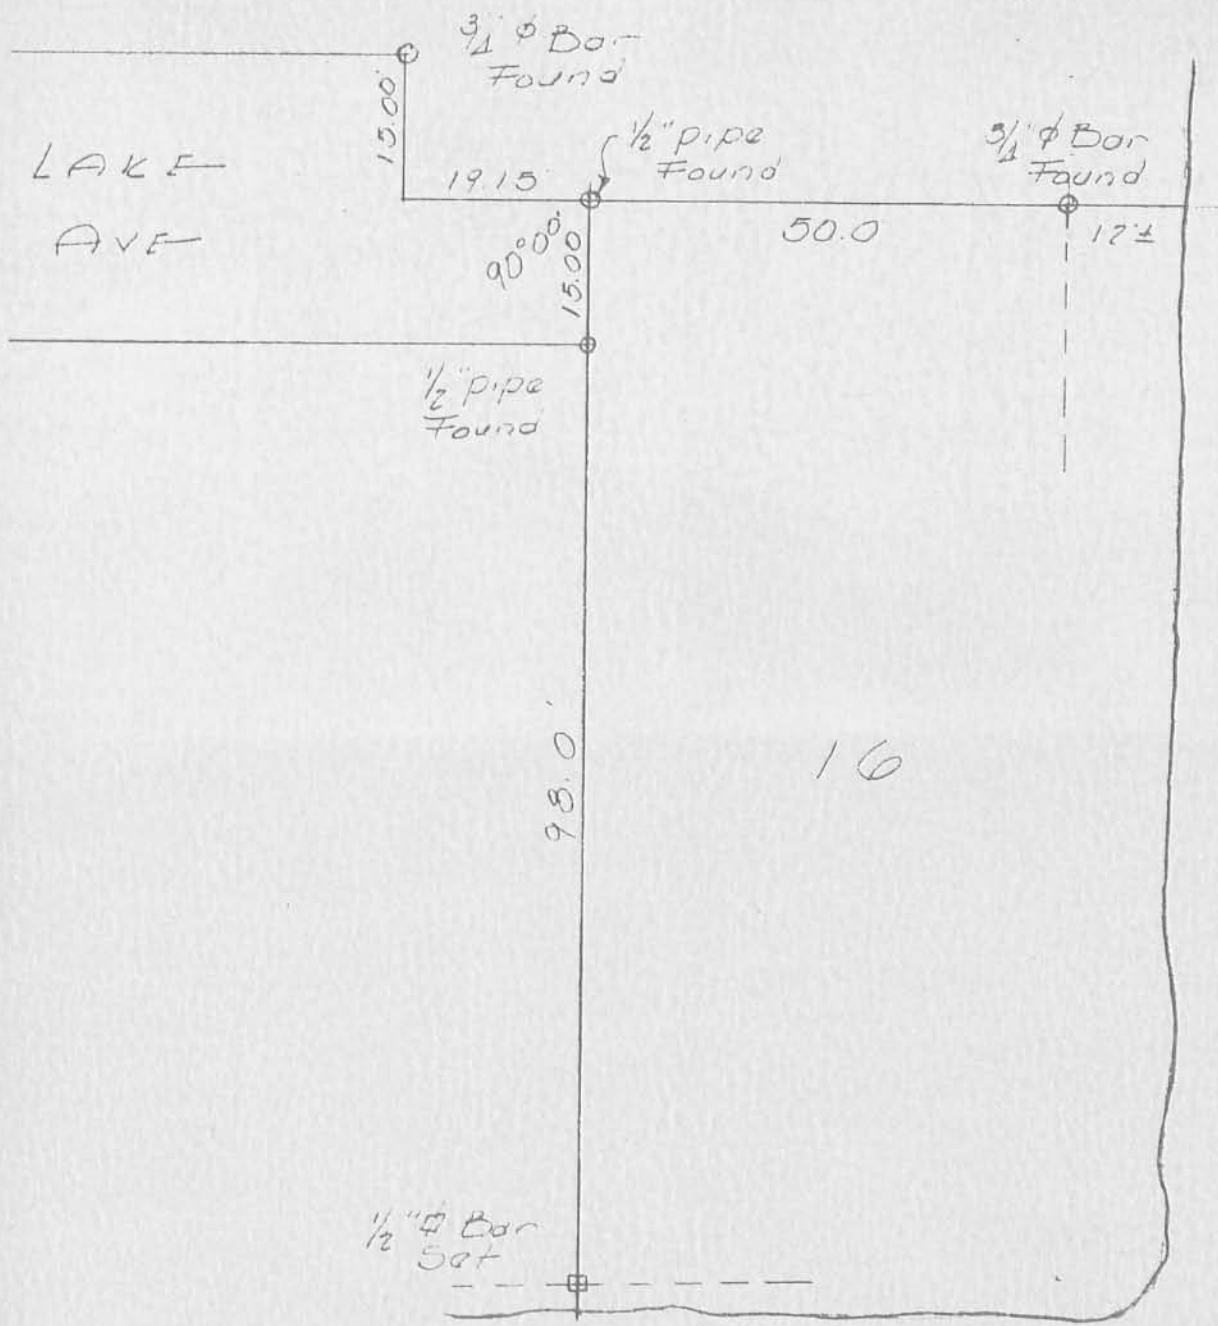 3/4 ϕ Bar
Found
15.00'
LAKE
AVE
19.15
1/2" pipe
Found
3/4" ϕ Bar
Found
50.0
12'±
90°00'
15.00
1/2" pipe
Found
98.0'
16
1/2" ϕ Bar
Set